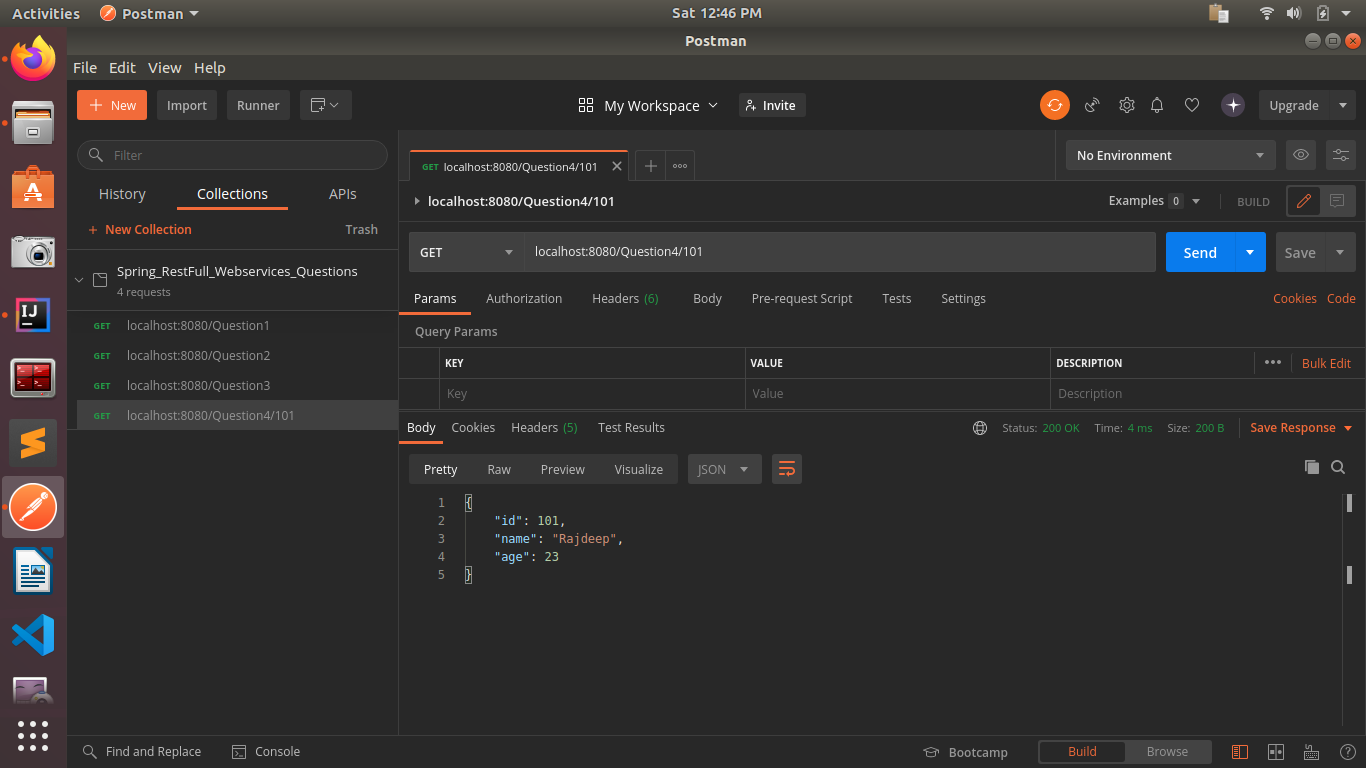 Activities Postman Sat 12:46 PM
Postman
File Edit View Help
+ New Import Runner My Workspace Invite Upgrade
Filter
History Collections APIs
+ New Collection Trash
Spring_RestFull_Webservices_Questions
4 requests
GET localhost:8080/Question1
GET localhost:8080/Question2
GET localhost:8080/Question3
GET localhost:8080/Question4/101
GET localhost:8080/Question4/101 No Environment
localhost:8080/Question4/101 Examples 0 BUILD
GET localhost:8080/Question4/101 Send Save
Params Authorization Headers (6) Body Pre-request Script Tests Settings Cookies Code
Query Params
KEY VALUE DESCRIPTION ••• Bulk Edit
Key Value Description
Body Cookies Headers (5) Test Results Status: 200 OK Time: 4 ms Size: 200 B Save Response
Pretty Raw Preview Visualize JSON
1 {
2 "id": 101,
3 "name": "Rajdeep",
4 "age": 23
5 }
Find and Replace Console Bootcamp Build Browse